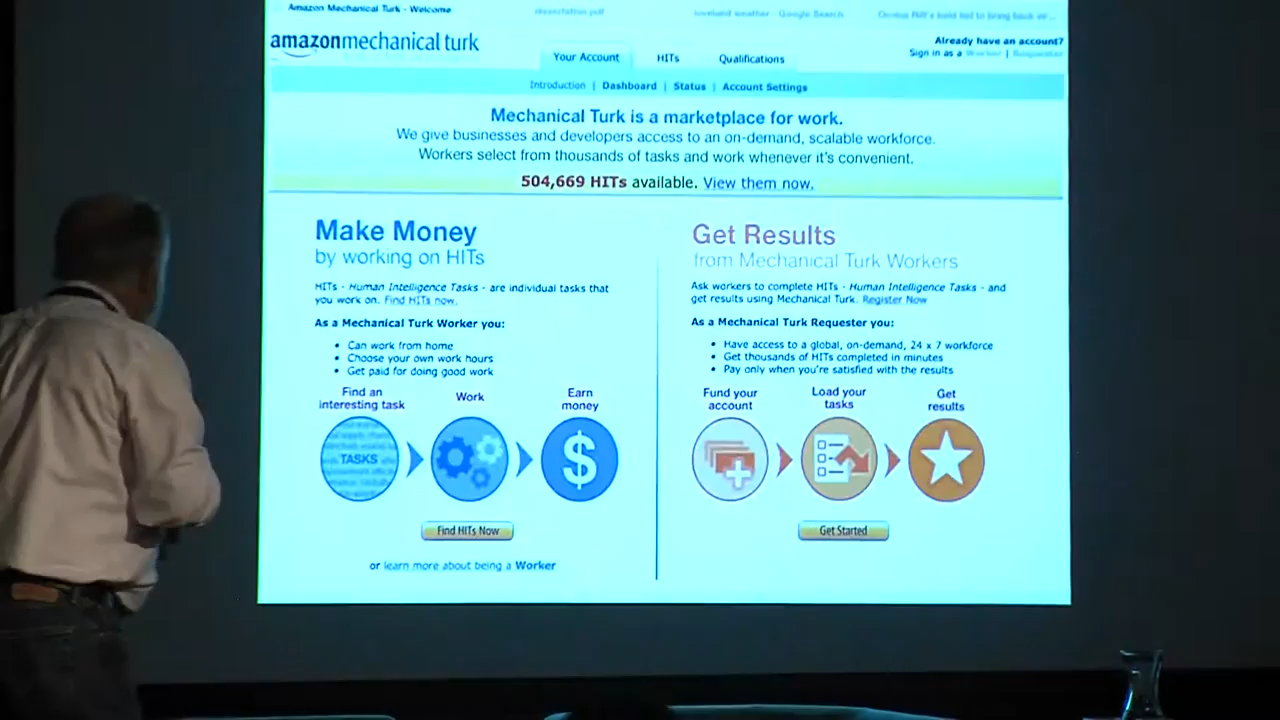 Amazon Mechanical Turk - Welcome
dissertation.pdf
loveland weather - Google Search
amazonmechanical turk
Already have an account?
Sign in as a Worker | Requester
Your Account
HITs
Qualifications
Introduction | Dashboard | Status | Account Settings
Mechanical Turk is a marketplace for work.
We give businesses and developers access to an on-demand, scalable workforce.
Workers select from thousands of tasks and work whenever it's convenient.
504,669 HITs available. View them now.
Make Money
by working on HITs
HITs - Human Intelligence Tasks - are individual tasks that
you work on. Find HITs now.
As a Mechanical Turk Worker you:
• Can work from home
• Choose your own work hours
• Get paid for doing good work
Find an
interesting task
Work
Earn
money
TASKS
$
Find HITs Now
or learn more about being a Worker
Get Results
from Mechanical Turk Workers
Ask workers to complete HITs - Human Intelligence Tasks - and
get results using Mechanical Turk. Register Now
As a Mechanical Turk Requester you:
• Have access to a global, on-demand, 24 x 7 workforce
• Get thousands of HITs completed in minutes
• Pay only when you're satisfied with the results
Fund your
account
Load your
tasks
Get
results
Get Started